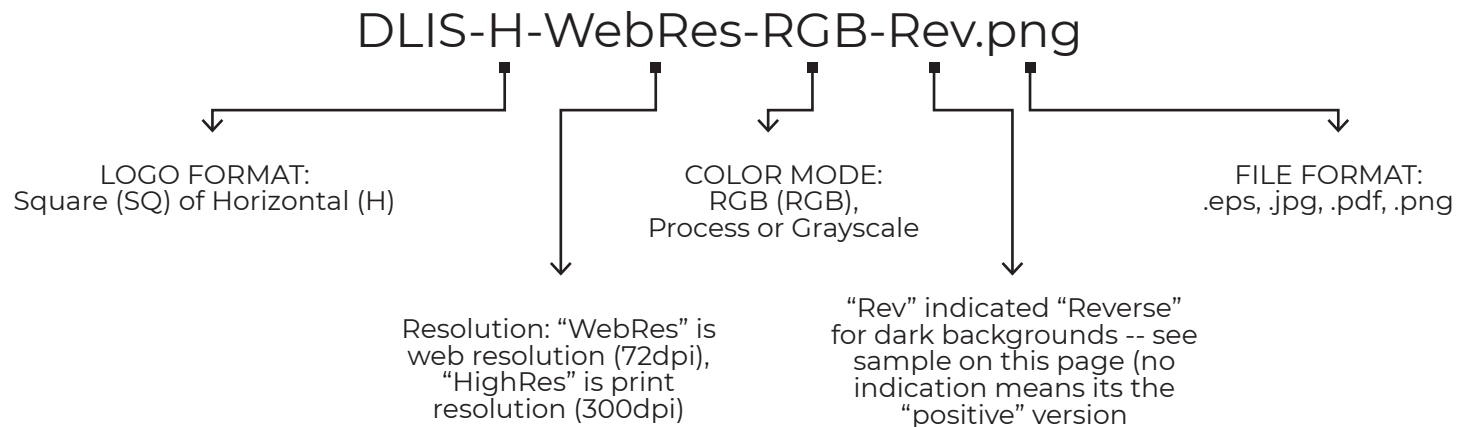 DLIS-H-WebRes-RGB-Rev.png
LOGO FORMAT:
Square (SQ) of Horizontal (H)
COLOR MODE:
RGB (RGB),
Process or Grayscale
FILE FORMAT:
.eps, .jpg, .pdf, .png
Resolution: “WebRes” is
web resolution (72dpi),
“HighRes” is print
resolution (300dpi)
“Rev” indicated “Reverse”
for dark backgrounds -- see
sample on this page (no
indication means its the
“positive” version